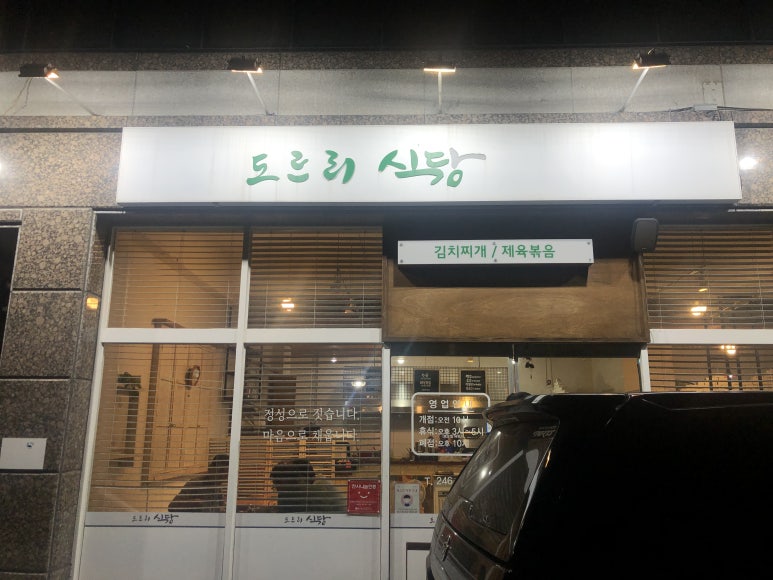 도르리 식당
김치찌개 / 제육볶음
정성으로 짓습니다.
마음으로 채웁니다.
영업안
개점:오전 10시
휴식:오후 3시~5시
폐점:오후 10시
T. 246
도르리 식당
도르리 식당